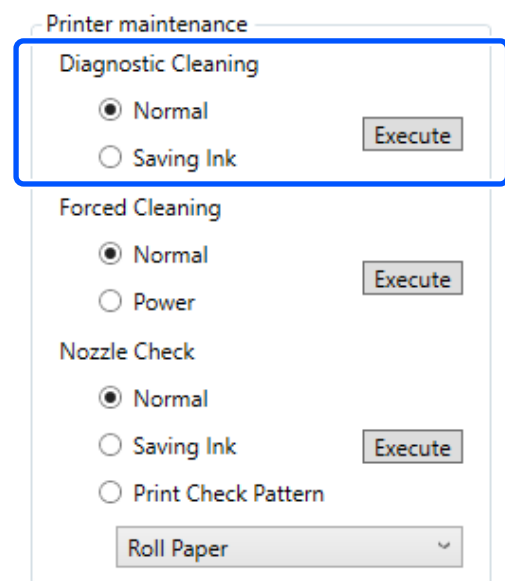 Printer maintenance
Diagnostic Cleaning
Normal
Execute
Saving Ink
Forced Cleaning
Normal
Execute
Power
Nozzle Check
Normal
Saving Ink
Execute
Print Check Pattern
Roll Paper